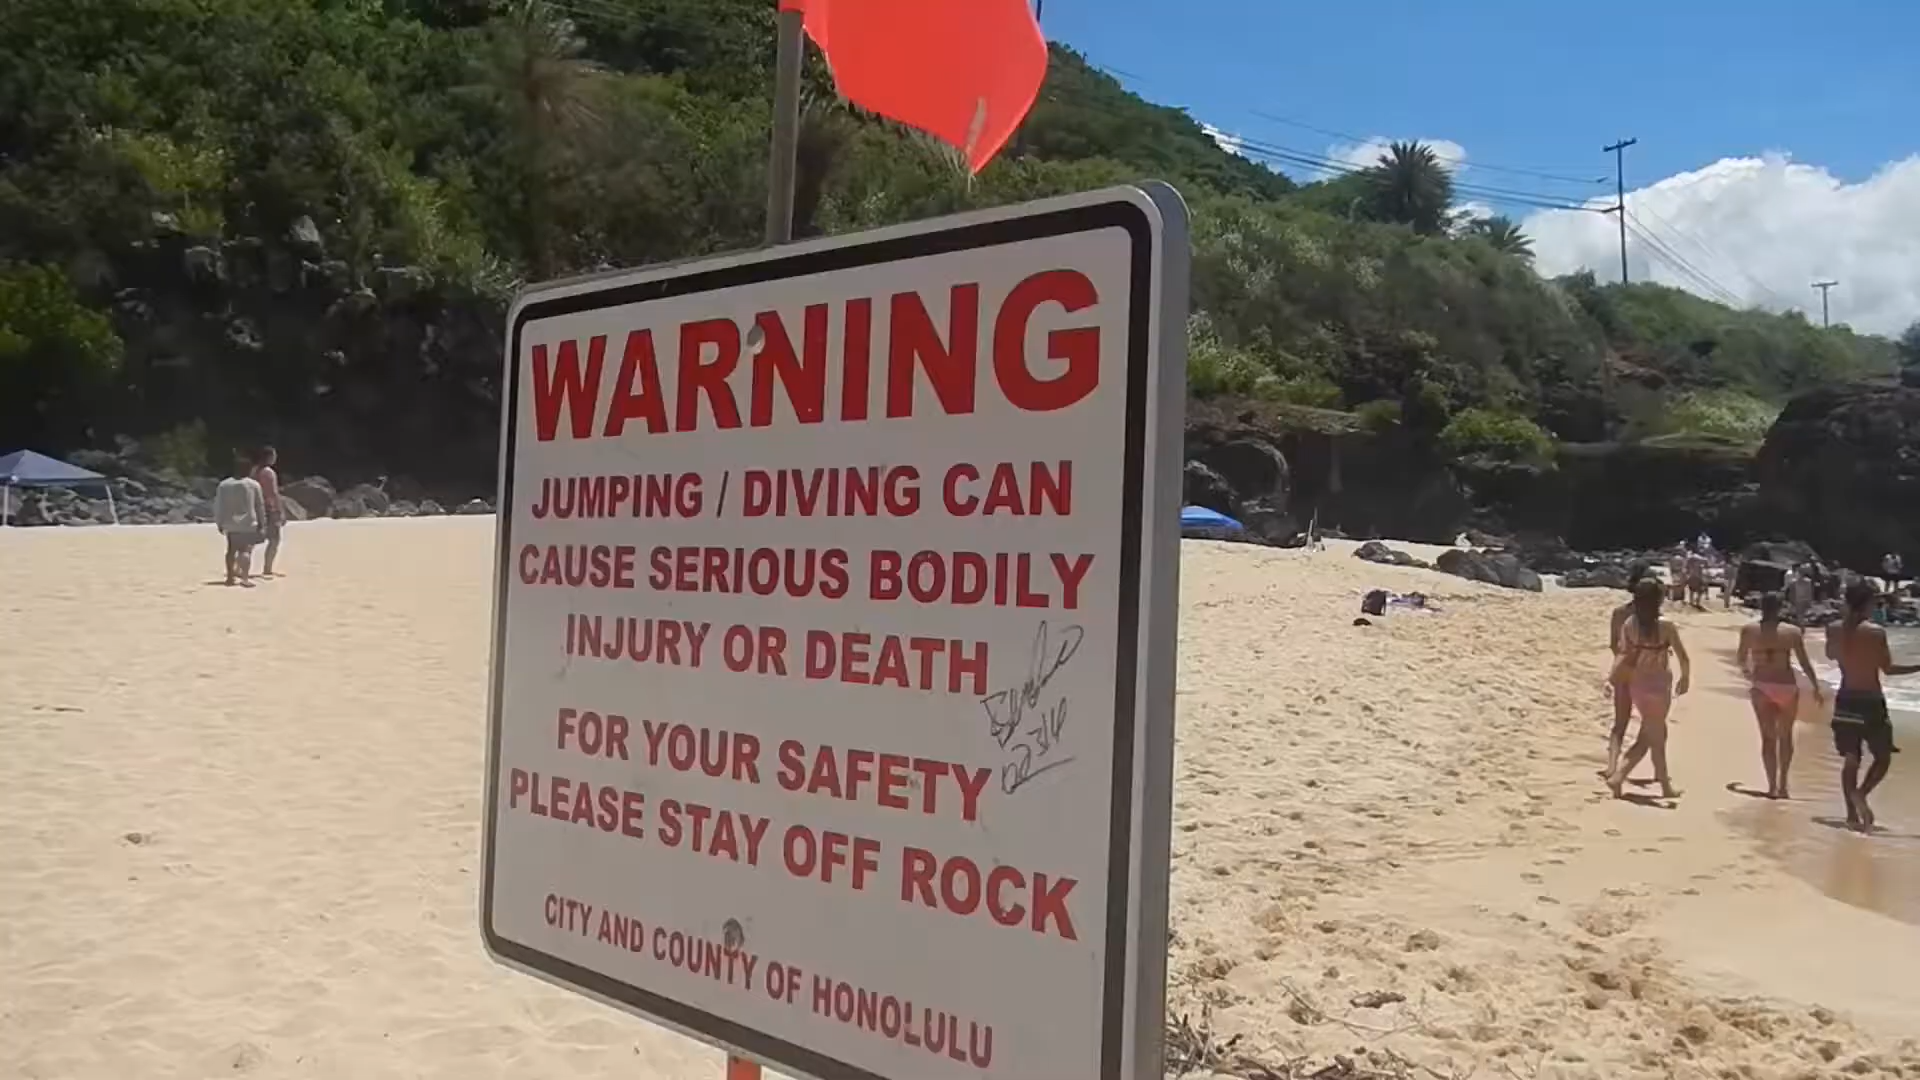 WARNING
JUMPING / DIVING CAN
CAUSE SERIOUS BODILY
INJURY OR DEATH
FOR YOUR SAFETY
PLEASE STAY OFF ROCK
CITY AND COUNTY OF HONOLULU